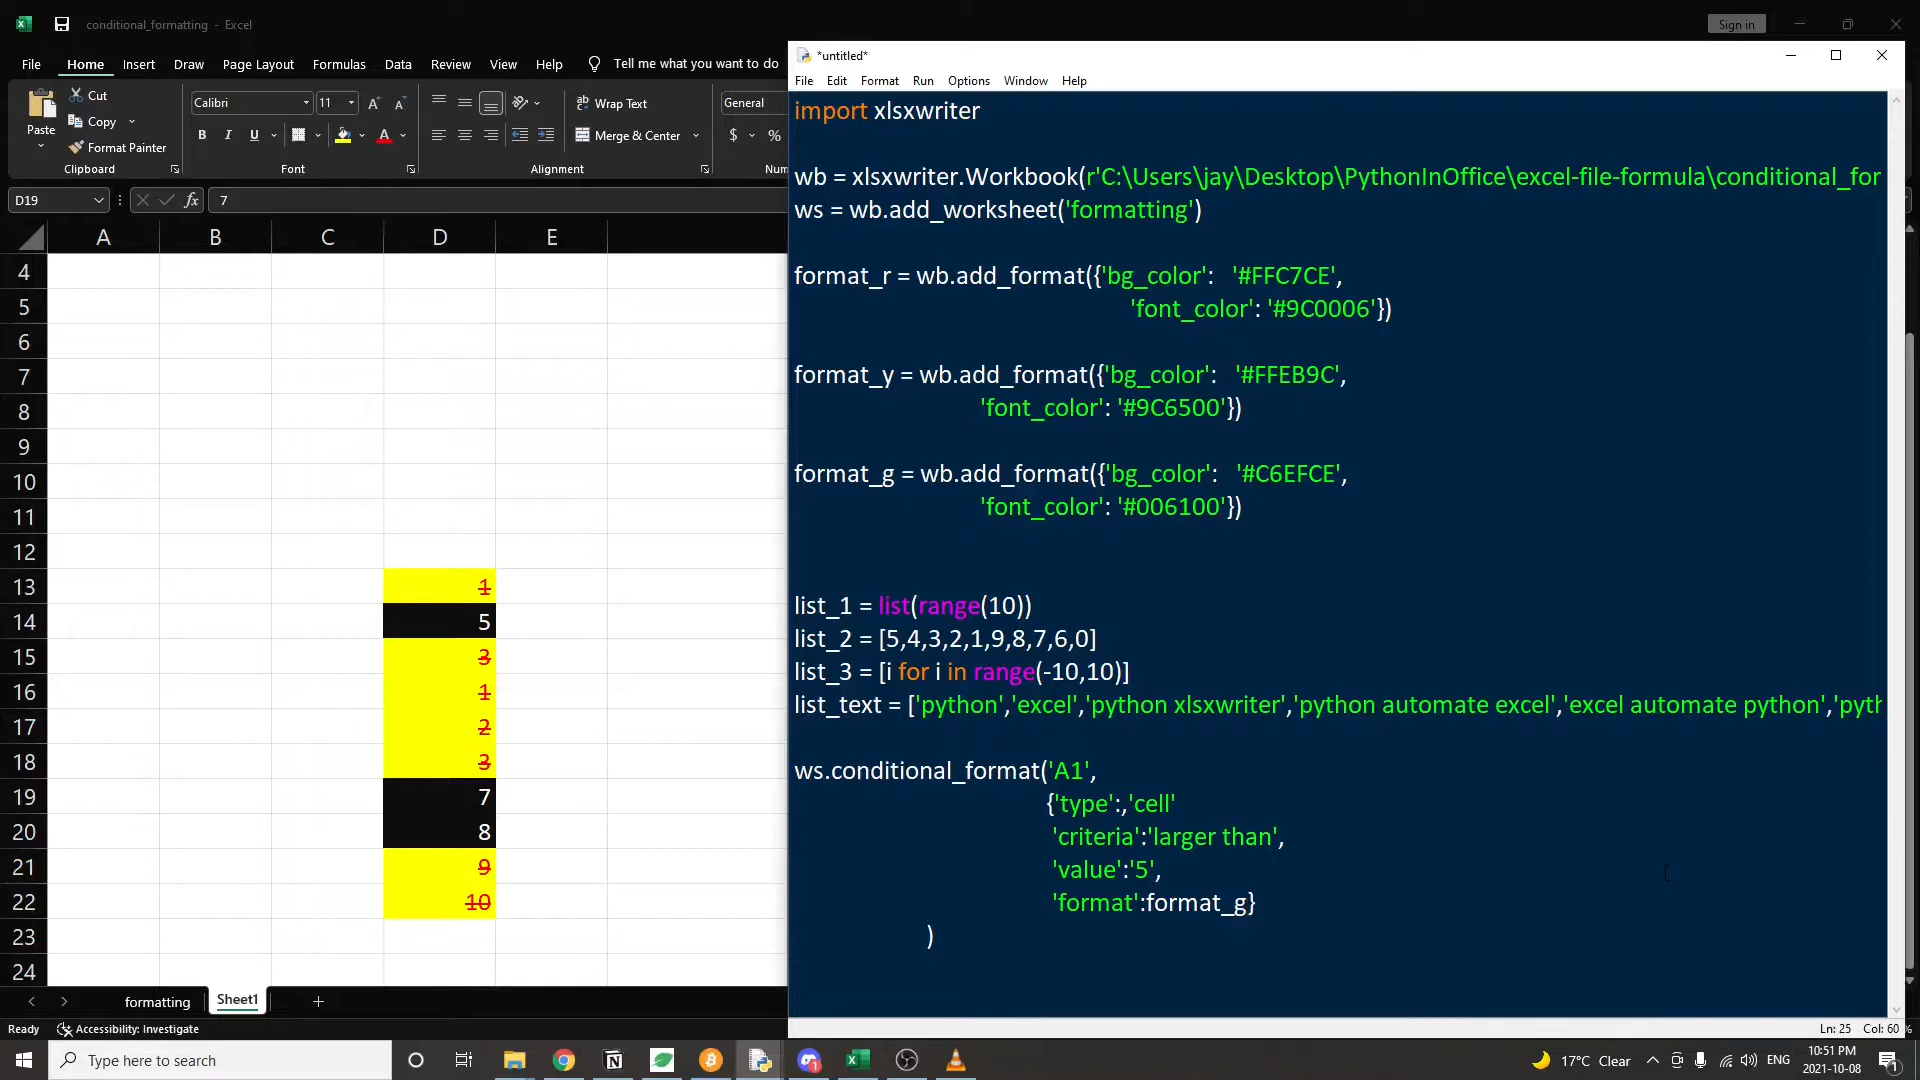 conditional_formatting - Excel
Sign in
File Home Insert Draw Page Layout Formulas Data Review View Help Tell me what you want to do
Cut
Copy
Format Painter
Paste
Clipboard
Calibri 11
B I U
Font
Wrap Text
Merge & Center
Alignment
General
$ %
Num
D19 fx 7
A B C D E
4
5
6
7
8
9
10
11
12
13 1
14 5
15 3
16 1
17 2
18 3
19 7
20 8
21 9
22 10
23
24
formatting Sheet1
Ready Accessibility: Investigate
*untitled*
File Edit Format Run Options Window Help
import xlsxwriter
wb = xlsxwriter.Workbook(r'C:\Users\jay\Desktop\PythonInOffice\excel-file-formula\conditional_for
ws = wb.add_worksheet('formatting')
format_r = wb.add_format({'bg_color': '#FFC7CE',
'font_color': '#9C0006'})
format_y = wb.add_format({'bg_color': '#FFEB9C',
'font_color': '#9C6500'})
format_g = wb.add_format({'bg_color': '#C6EFCE',
'font_color': '#006100'})
list_1 = list(range(10))
list_2 = [5,4,3,2,1,9,8,7,6,0]
list_3 = [i for i in range(-10,10)]
list_text = ['python','excel','python xlsxwriter','python automate excel','excel automate python','pyth
ws.conditional_format('A1',
{'type':,'cell'
'criteria':'larger than',
'value':'5',
'format':format_g}
)
Ln: 25 Col: 60
%
Type here to search
17°C Clear
ENG
10:51 PM
2021-10-08